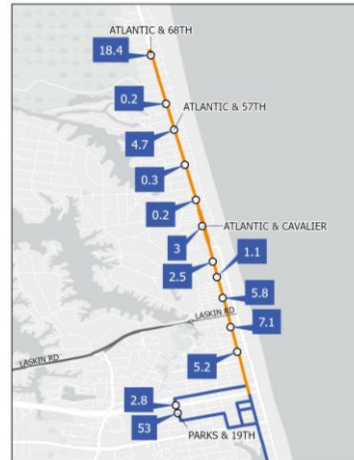 ATLANTIC & 68TH
18.4
0.2
ATLANTIC & 57TH
4.7
0.3
0.2
ATLANTIC & CAVALIER
3
2.5
1.1
5.8
LASKIN RD
7.1
LASKIN RD
5.2
2.8
53
PARKS & 19TH